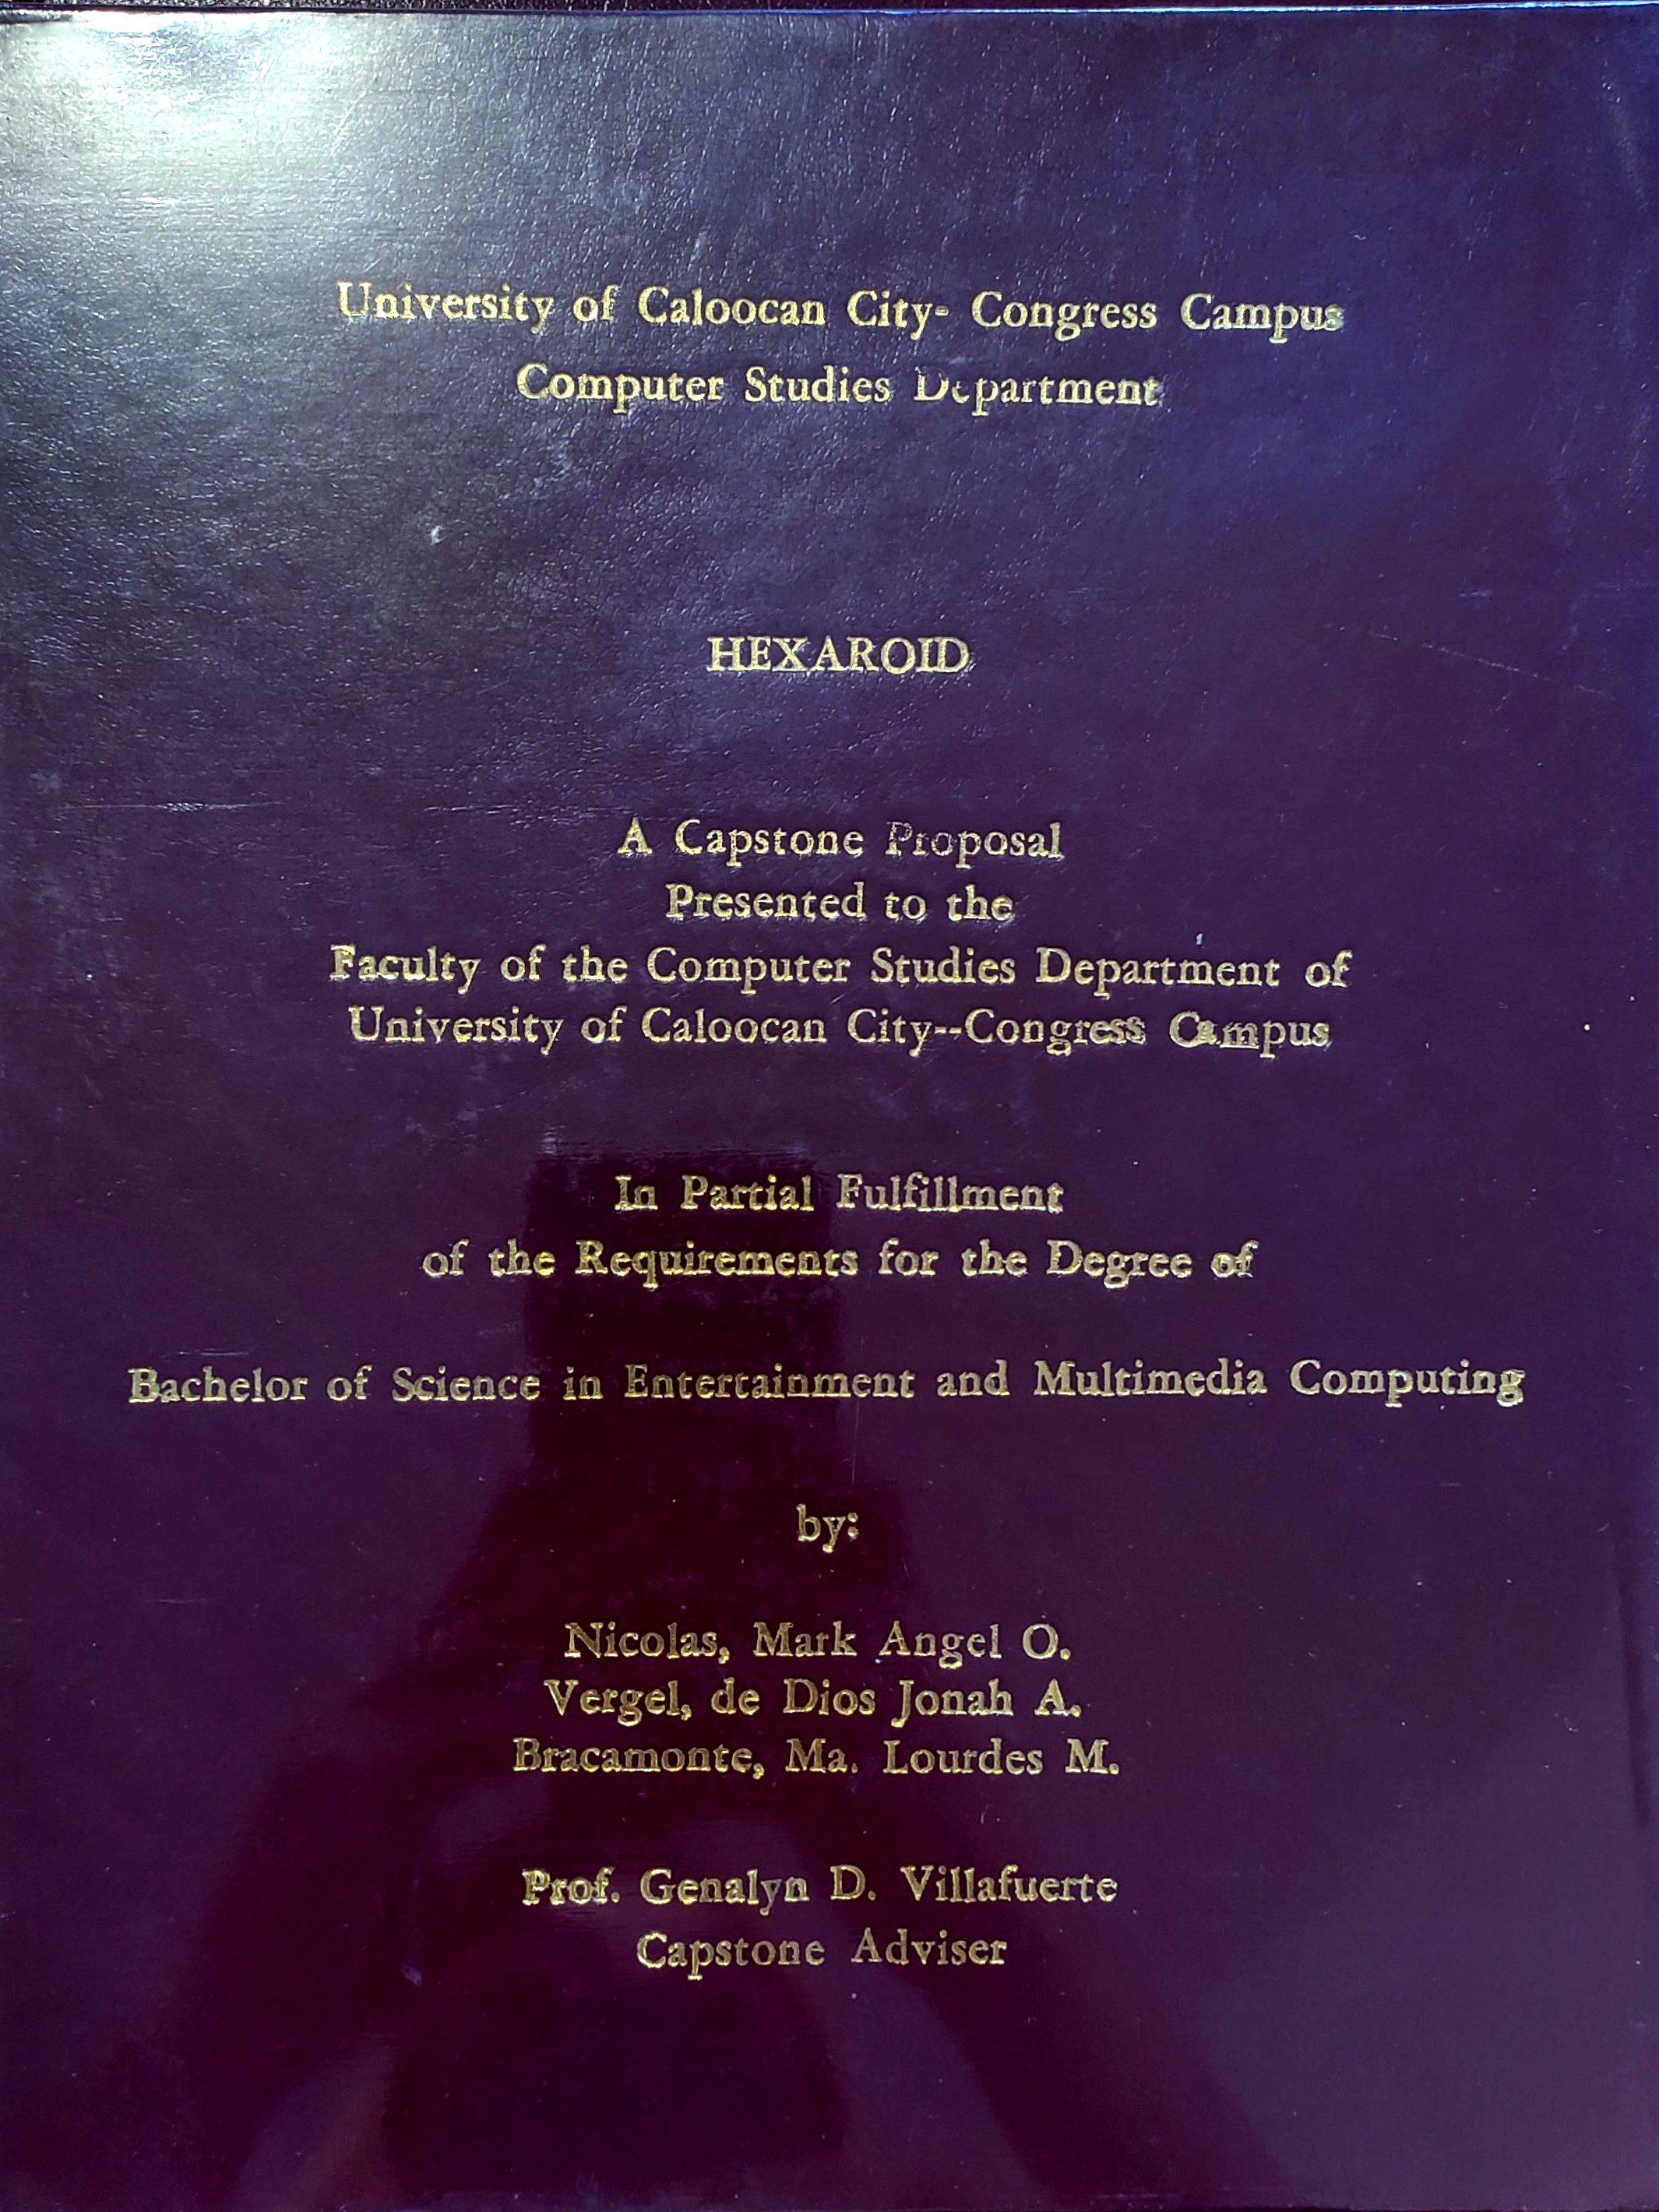 University of Caloocan City- Congress Campus
Computer Studies Department
HEXAROID
A Capstone Proposal
Presented to the
Faculty of the Computer Studies Department of
University of Caloocan City--Congress Campus
In Partial Fulfillment
of the Requirements for the Degree of
Bachelor of Science in Entertainment and Multimedia Computing
by:
Nicolas, Mark Angel O.
Vergel, de Dios Jonah A.
Bracamonte, Ma. Lourdes M.
Prof. Genalyn D. Villafuerte
Capstone Adviser